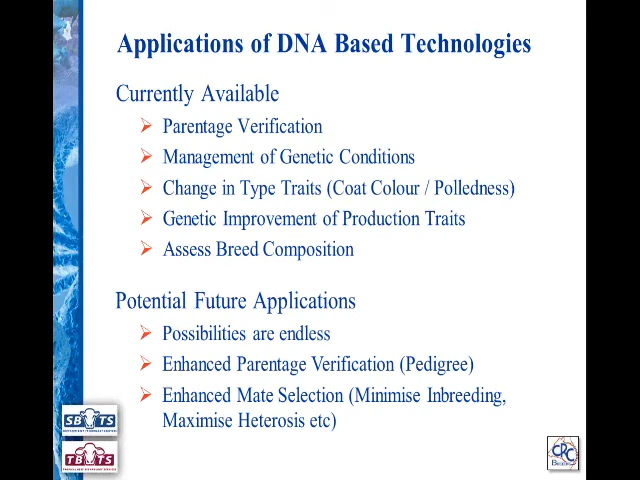 Applications of DNA Based Technologies
Currently Available
Parentage Verification
Management of Genetic Conditions
Change in Type Traits (Coat Colour / Polledness)
Genetic Improvement of Production Traits
Assess Breed Composition
Potential Future Applications
Possibilities are endless
Enhanced Parentage Verification (Pedigree)
Enhanced Mate Selection (Minimise Inbreeding,
Maximise Heterosis etc)
SBTS
TBTS
CRC